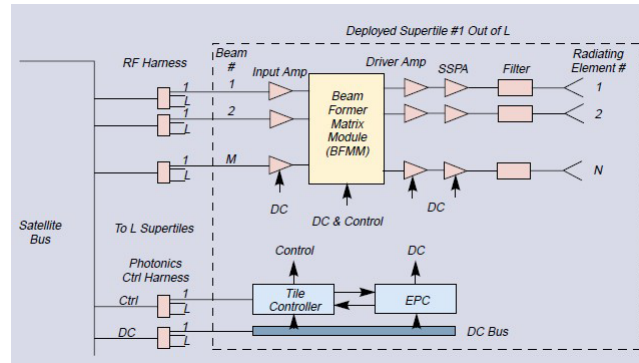 Deployed Supertile #1 Out of L
RF Harness
Beam
#
Input Amp
Driver Amp
SSPA
Filter
Radiating
Element #
1
L
1
1
1
L
2
2
Beam
Former
Matrix
Module
(BFMM)
1
L
M
N
DC
DC & Control
DC
Satellite
Bus
To L Supertiles
Photonics
Ctrl Harness
Control
DC
Ctrl
1
L
Tile
Controller
EPC
DC
1
L
DC Bus